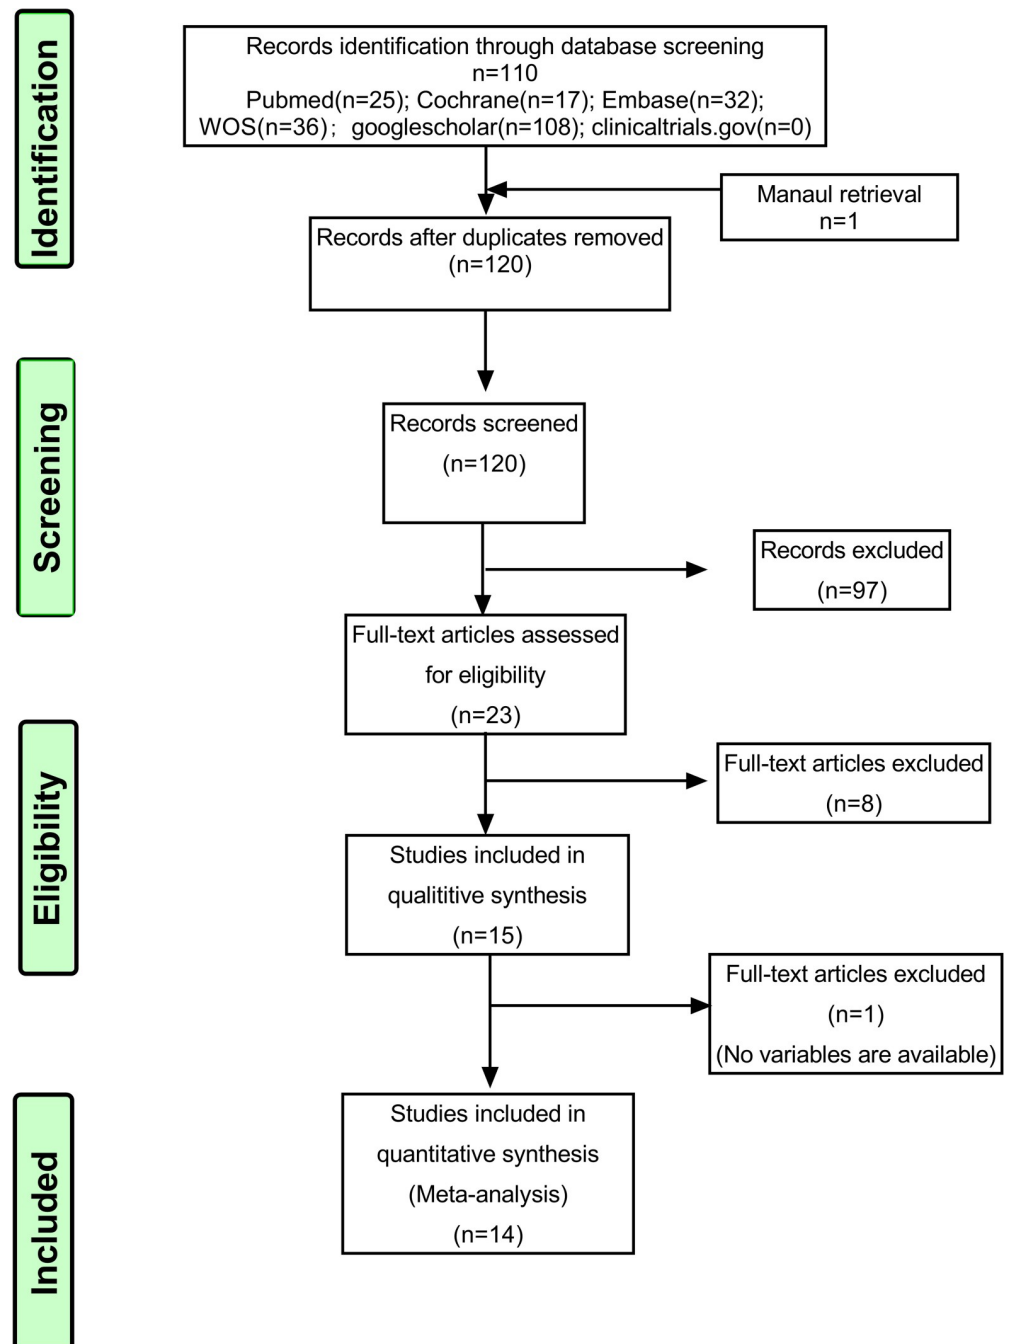 Identification
Records identification through database screening
n=110
Pubmed(n=25); Cochrane(n=17); Embase(n=32);
WOS(n=36)； googlescholar(n=108); clinicaltrials.gov(n=0)
Manaul retrieval
n=1
Records after duplicates removed
(n=120)
Screening
Records screened
(n=120)
Records excluded
(n=97)
Full-text articles assessed
for eligibility
(n=23)
Eligibility
Full-text articles excluded
(n=8)
Studies included in
qualititive synthesis
(n=15)
Full-text articles excluded
(n=1)
(No variables are available)
Included
Studies included in
quantitative synthesis
(Meta-analysis)
(n=14)